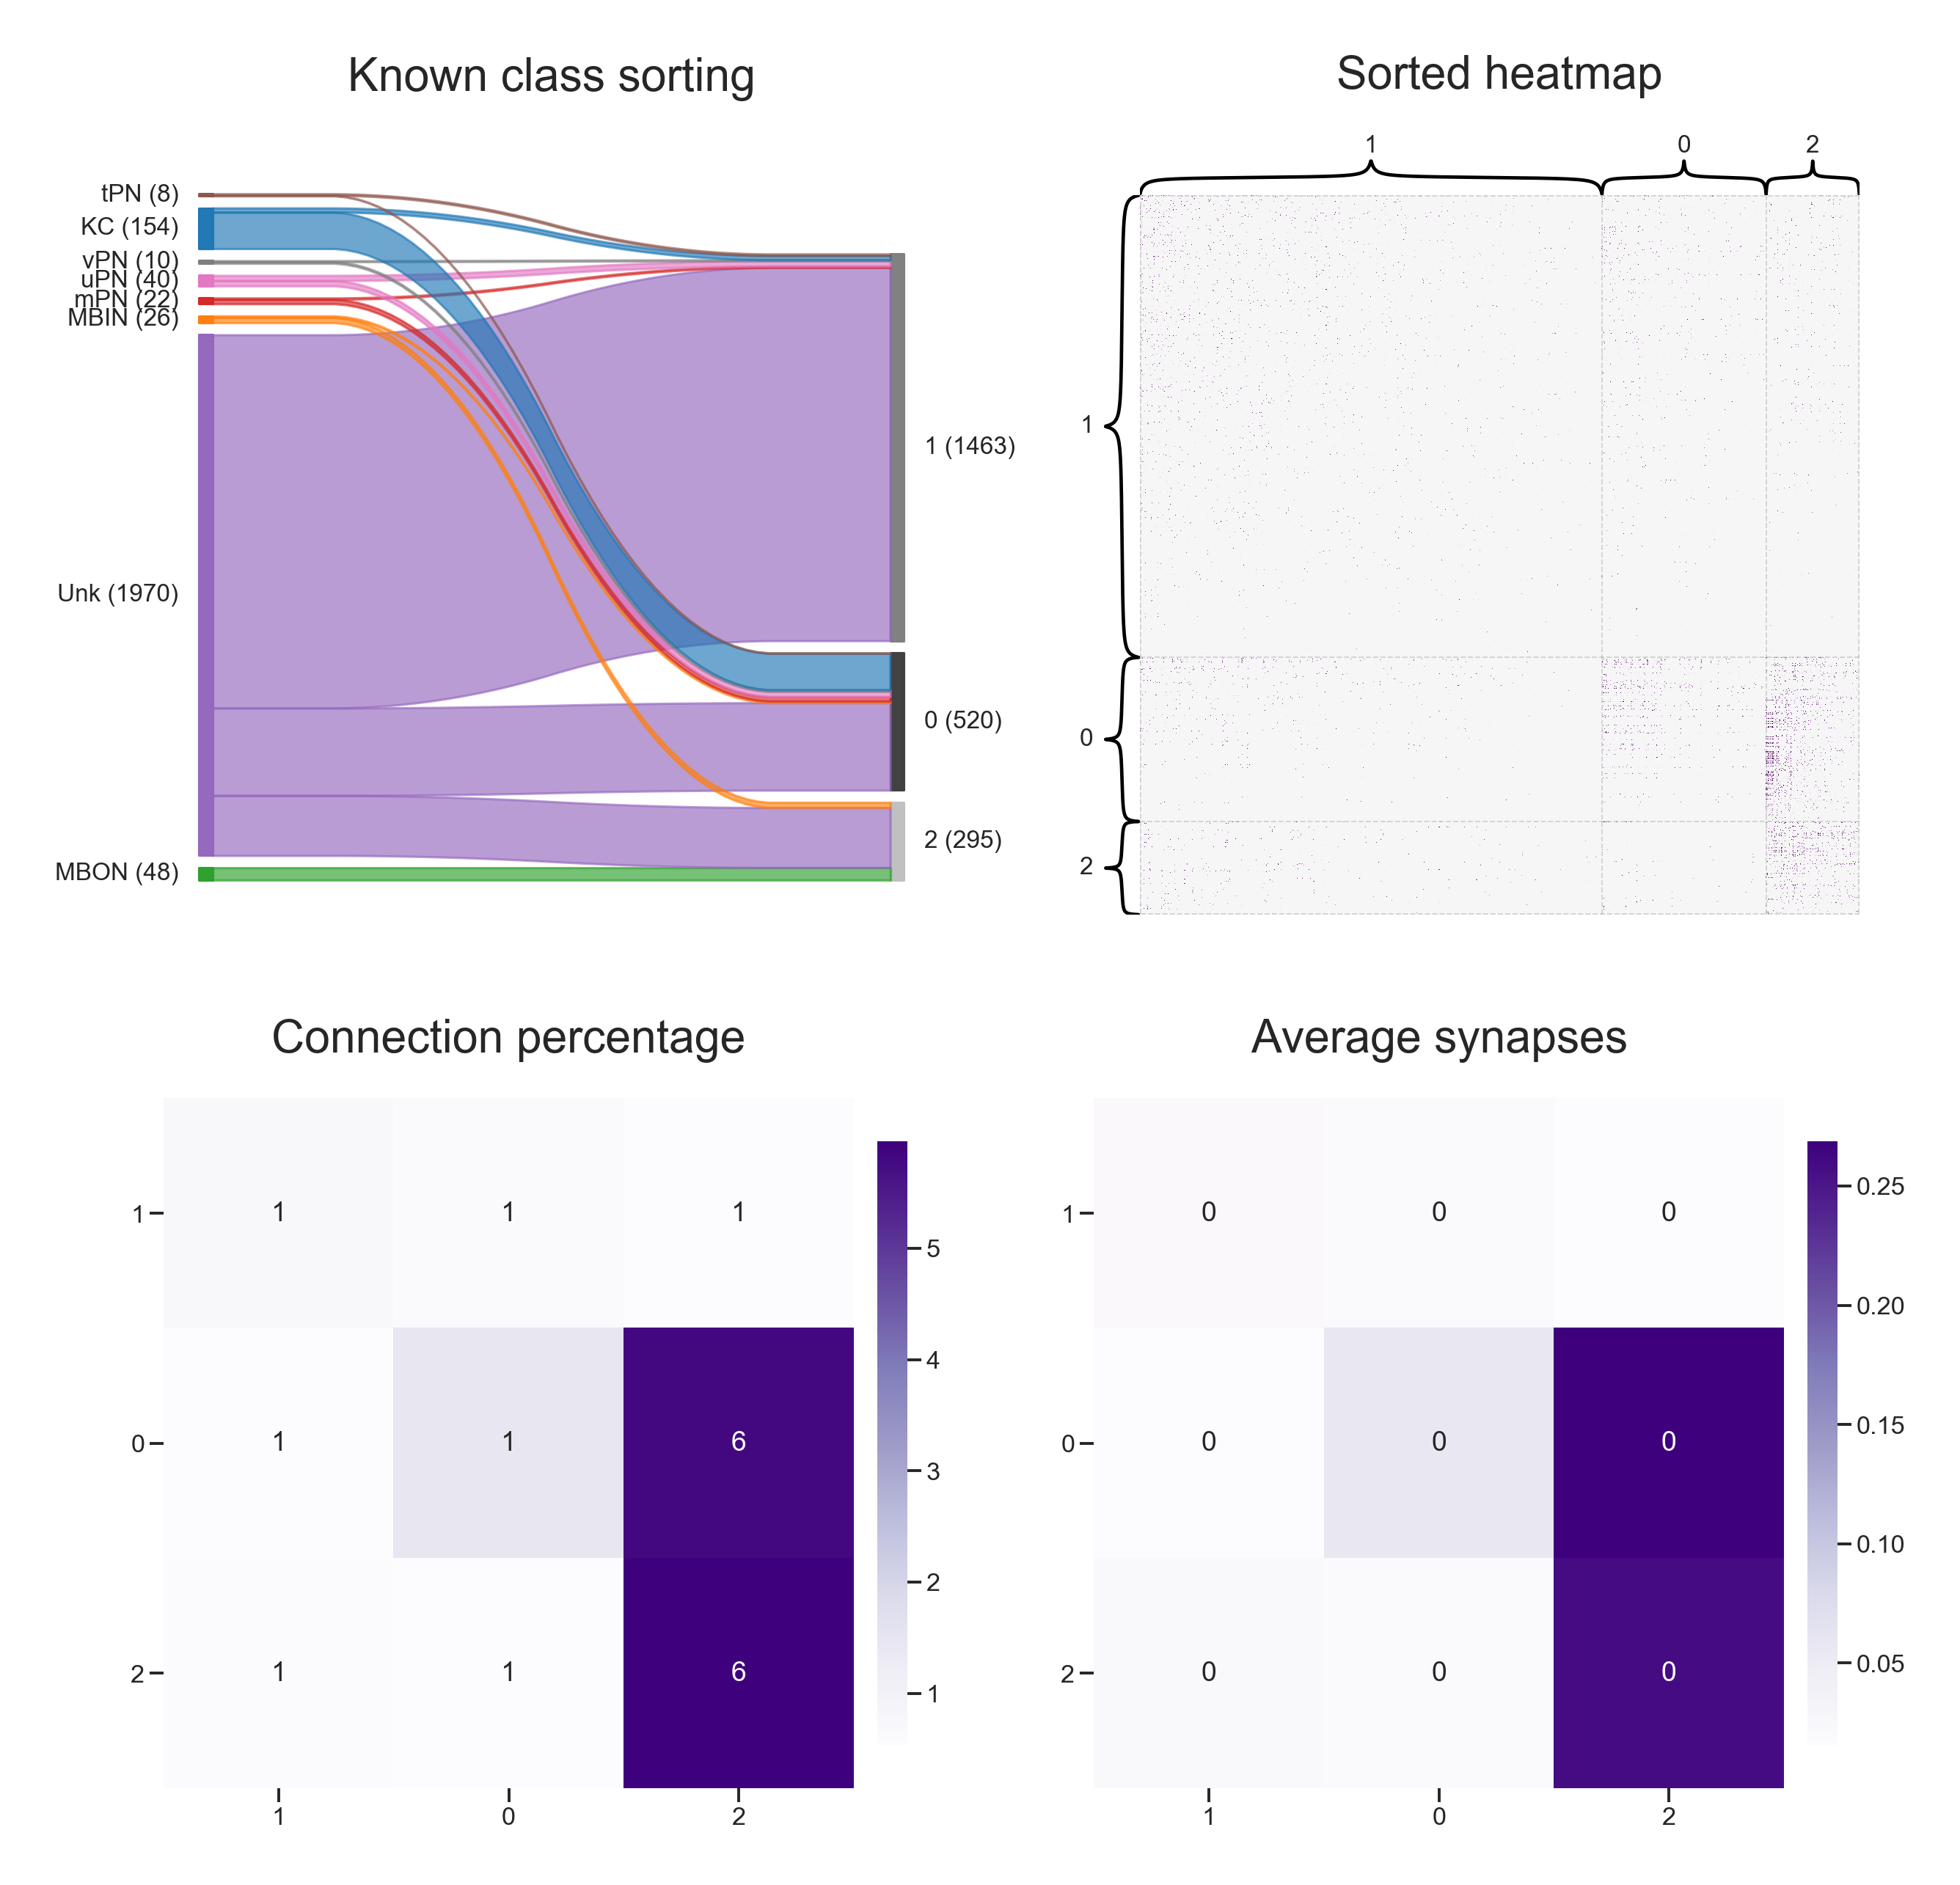 Known class sorting
tPN (8)
KC (154)
vPN (10)
uPN (40)
mPN (22)
MBIN (26)
Unk (1970)
MBON (48)
1 (1463)
0 (520)
2 (295)
Sorted heatmap
1 0 2
1
0
2
Connection percentage
1 1 1 1
0 1 1 6
2 1 1 6
1 0 2
5
4
3
2
1
Average synapses
1 0 0 0
0 0 0 0
2 0 0 0
1 0 2
0.25
0.20
0.15
0.10
0.05